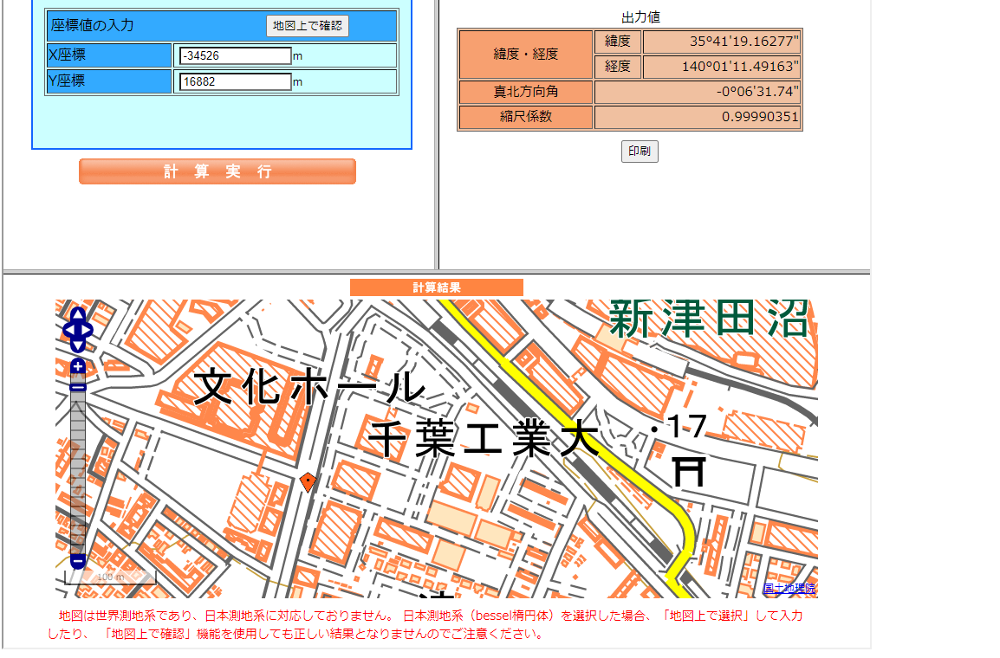 座標値の入力
地図上で確認
X座標
-34526
m
Y座標
16882
m
計 算 実 行
出力値
緯度・経度
緯度
35°41'19.16277"
経度
140°01'11.49163"
真北方向角
-0°06'31.74"
縮尺係数
0.99990351
印刷
計算結果
新津田沼
文化ホール
千葉工業大
・17
100 m
国土地理院
地図は世界測地系であり、日本測地系に対応しておりません。 日本測地系（bessel楕円体）を選択した場合、「地図上で選択」して入力
したり、 「地図上で確認」機能を使用しても正しい結果となりませんのでご注意ください。